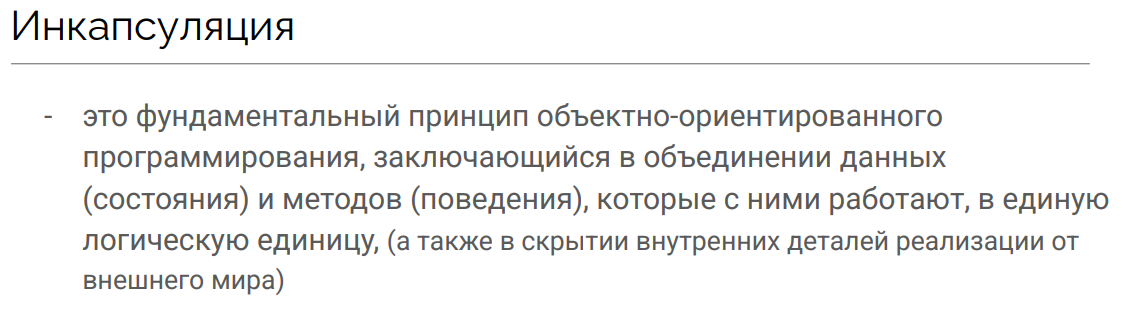 Инкапсуляция
- это фундаментальный принцип объектно-ориентированного
программирования, заключающийся в объединении данных
(состояния) и методов (поведения), которые с ними работают, в единую
логическую единицу, (а также в скрытии внутренних деталей реализации от
внешнего мира)